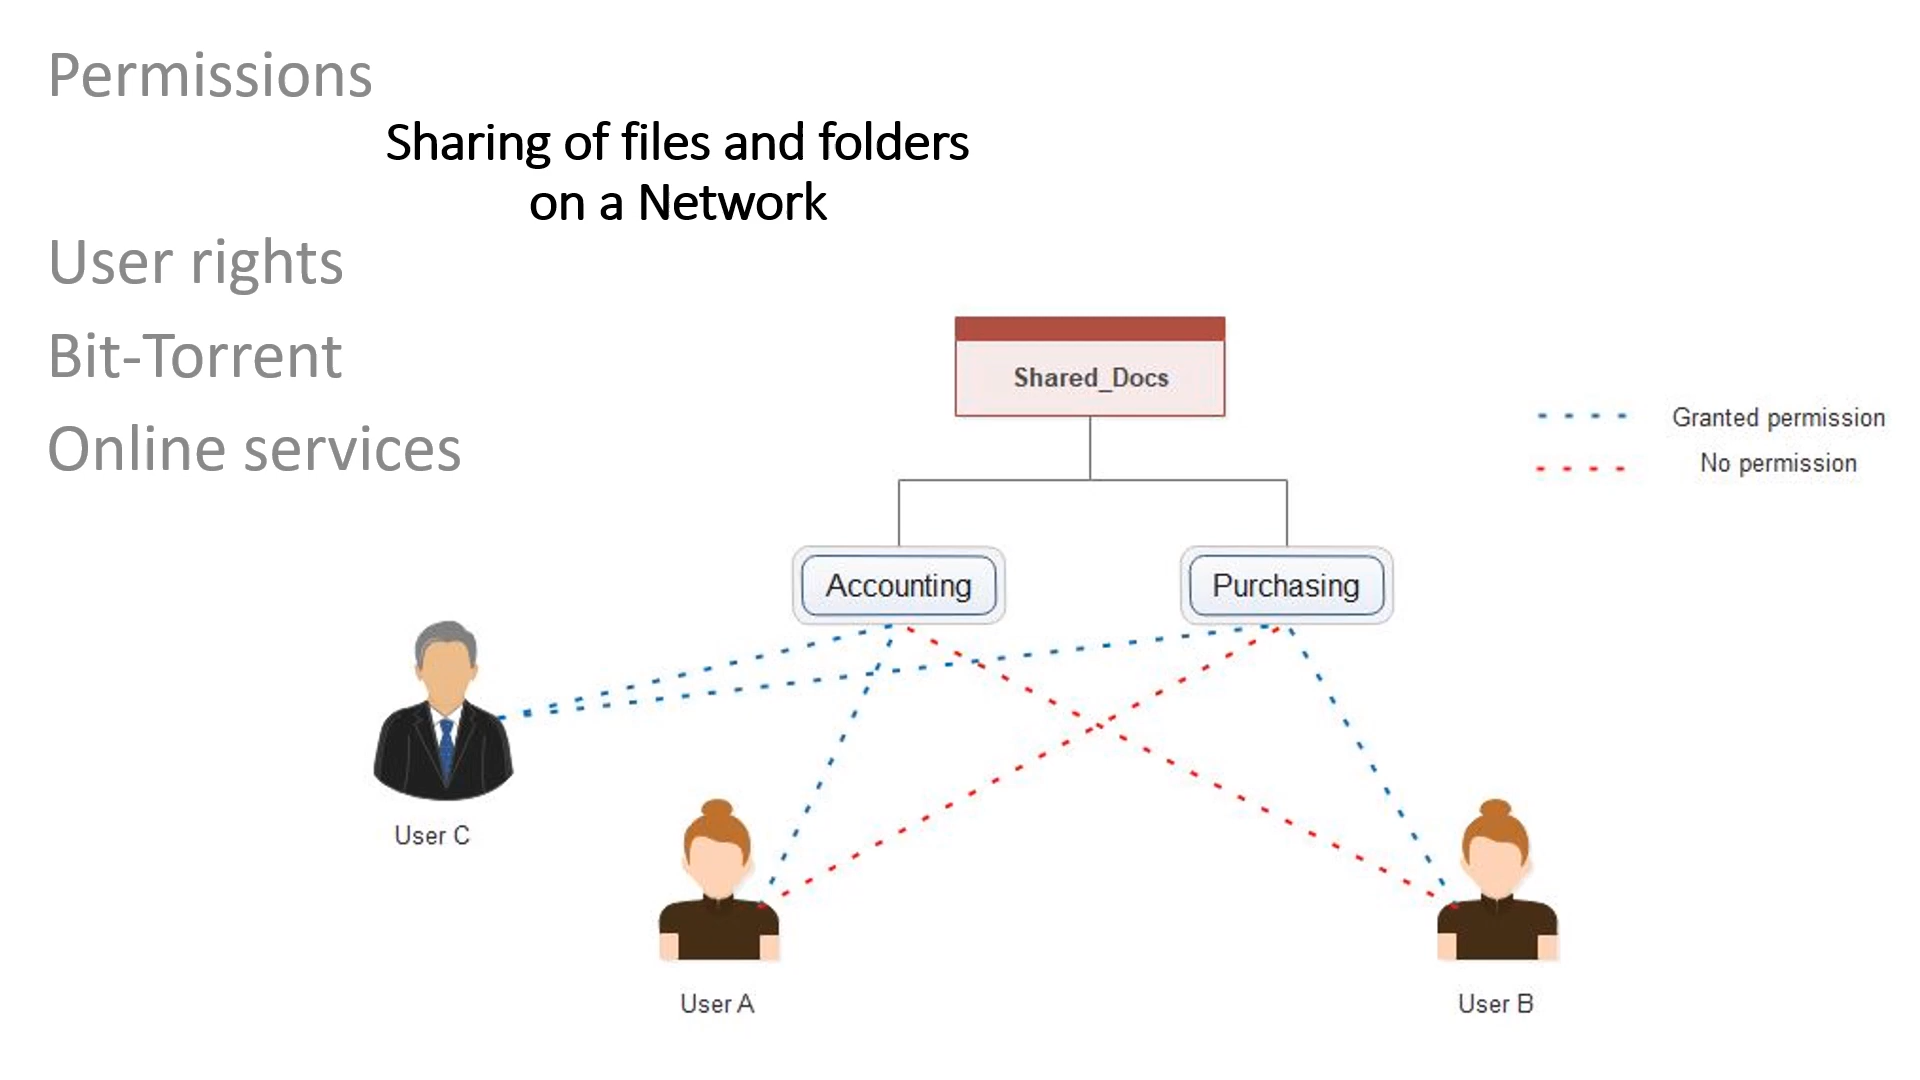 Permissions
Sharing of files and folders
on a Network
User rights
Bit-Torrent
Online services
Shared_Docs
Granted permission
No permission
Accounting
Purchasing
User C
User A
User B